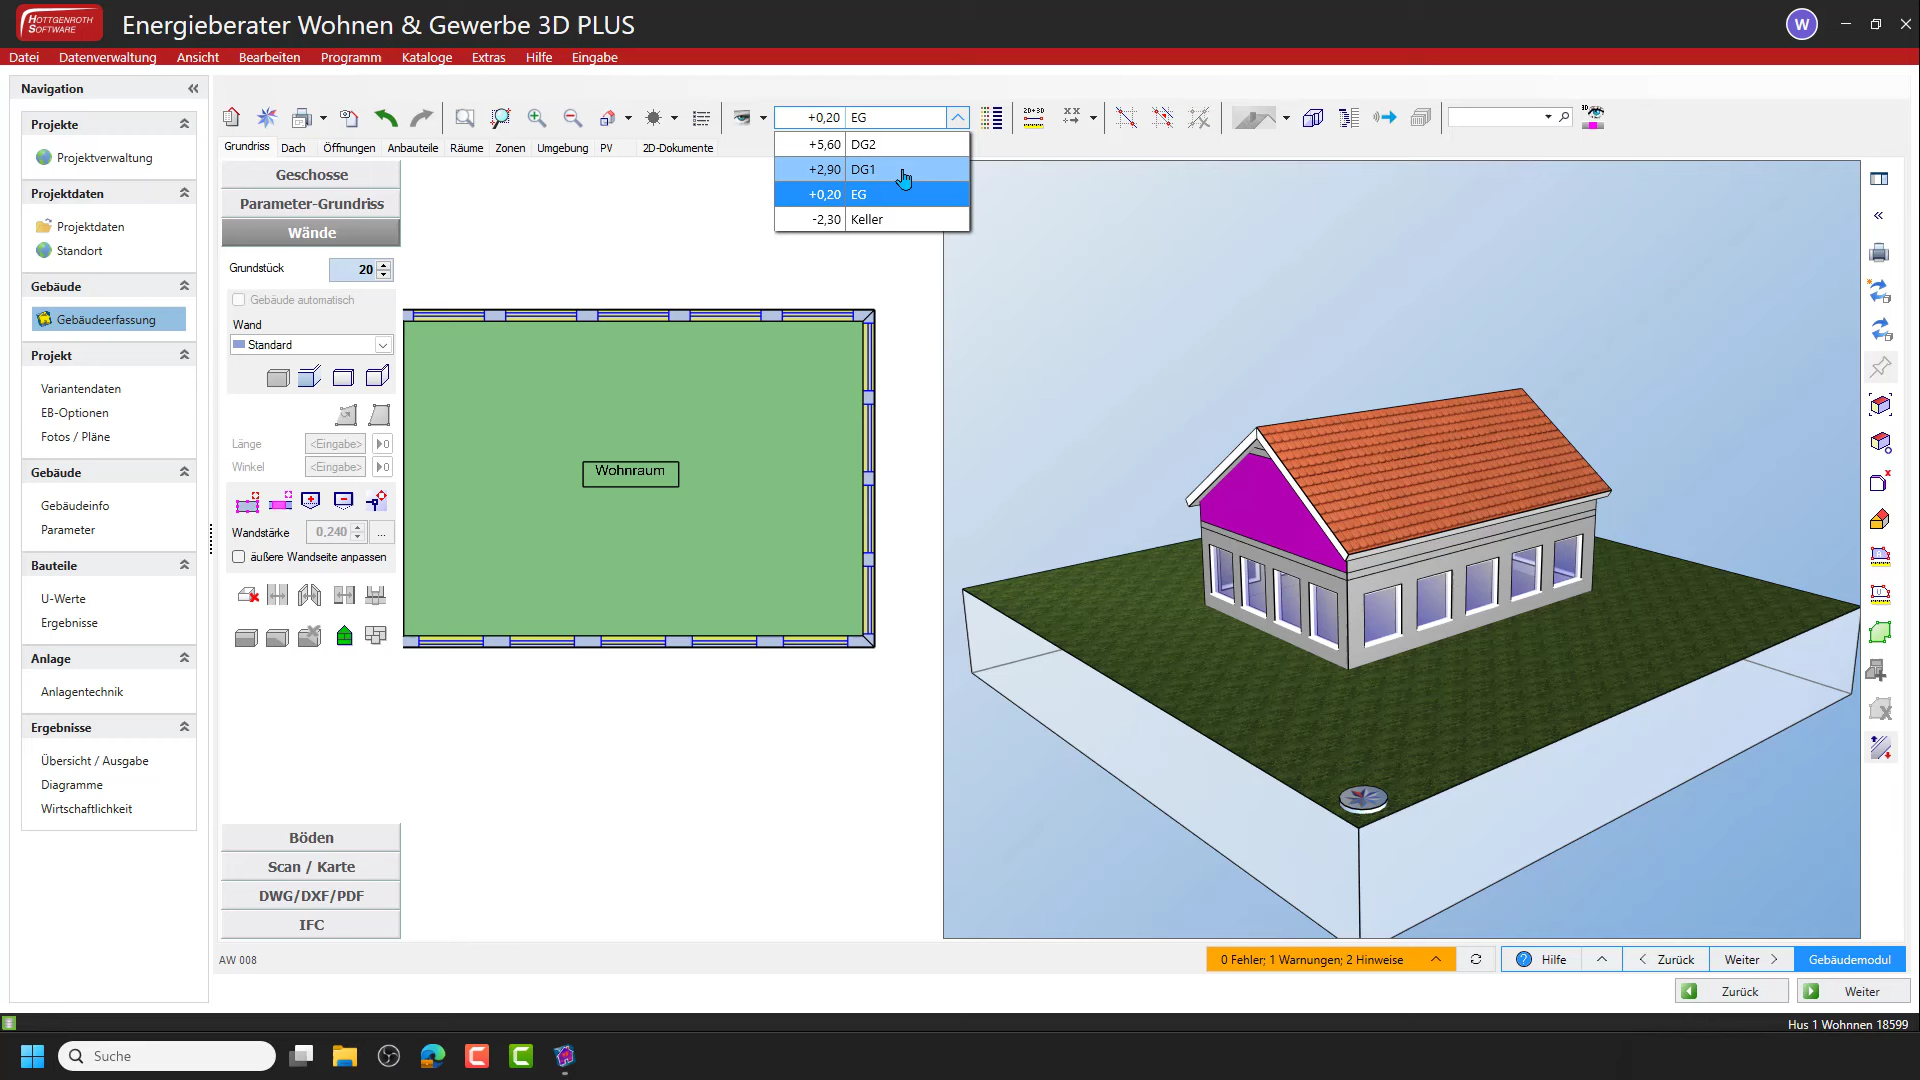 HOTTGENROTH
SOFTWARE
Energieberater Wohnen & Gewerbe 3D PLUS
W
Datei Datenverwaltung Ansicht Bearbeiten Programm Kataloge Extras Hilfe Eingabe
Navigation
Projekte
Projektverwaltung
Projektdaten
Projektdaten
Standort
Gebäude
Gebäudeerfassung
Projekt
Variantendaten
EB-Optionen
Fotos / Pläne
Gebäude
Gebäudeinfo
Parameter
Bauteile
U-Werte
Ergebnisse
Anlage
Anlagentechnik
Ergebnisse
Übersicht / Ausgabe
Diagramme
Wirtschaftlichkeit
+0,20 EG
2D+3D
Grundriss Dach Öffnungen Anbauteile Räume Zonen Umgebung PV 2D-Dokumente
+5,60 DG2
+2,90 DG1
+0,20 EG
-2,30 Keller
Geschosse
Parameter-Grundriss
Wände
Grundstück 20
Gebäude automatisch
Wand
Standard
Länge <Eingabe> 0
Winkel <Eingabe> 0
Wandstärke 0,240 ...
äußere Wandseite anpassen
Böden
Scan / Karte
DWG/DXF/PDF
IFC
Wohnraum
AW 008
0 Fehler; 1 Warnungen; 2 Hinweise
Hilfe
Zurück
Weiter
Gebäudemodul
Zurück
Weiter
Hus 1 Wohnnen 18599
Suche